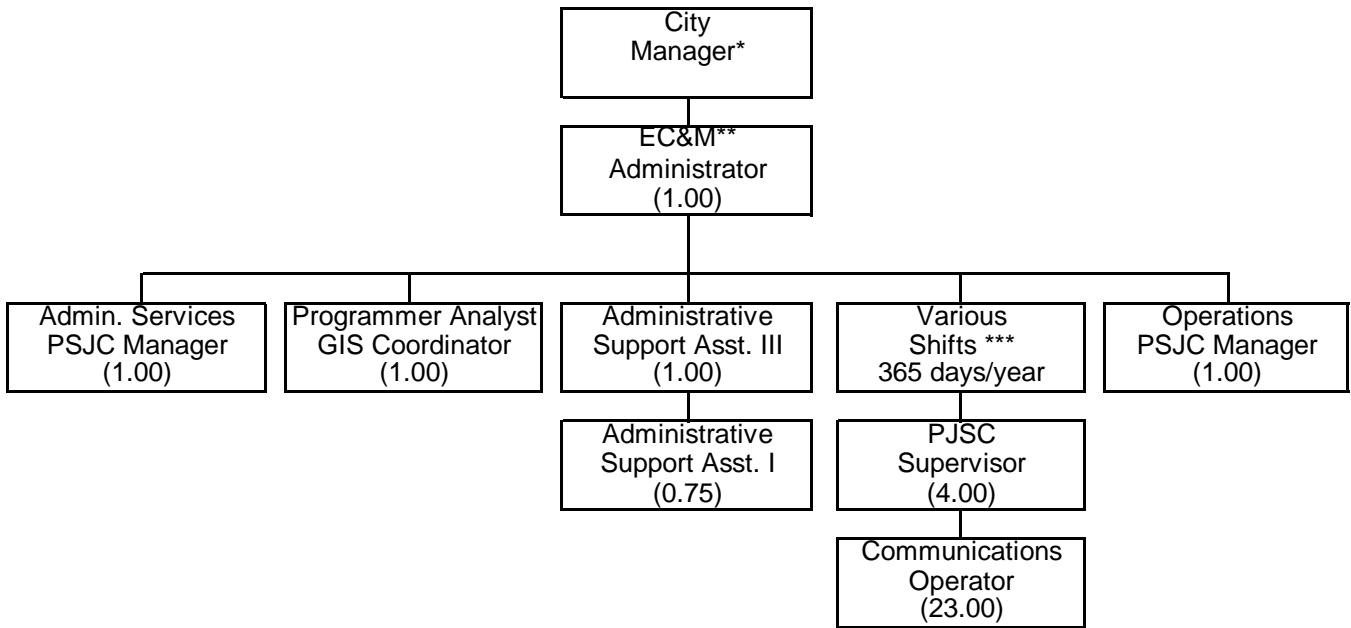 City
Manager*
EC&M**
Administrator
(1.00)
Admin. Services
PSJC Manager
(1.00)
Programmer Analyst
GIS Coordinator
(1.00)
Administrative
Support Asst. III
(1.00)
Various
Shifts ***
365 days/year
Operations
PSJC Manager
(1.00)
Administrative
Support Asst. I
(0.75)
PJSC
Supervisor
(4.00)
Communications
Operator
(23.00)